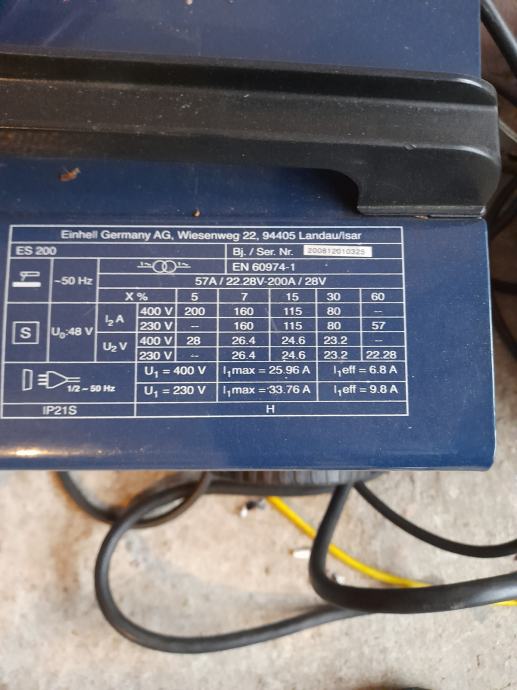 Einhell Germany AG, Wiesenweg 22, 94405 Landau/Isar
ES 200 Bj. / Ser. Nr. 200812010325
1~ 1~ EN 60974-1
~50 Hz 57A / 22.28V-200A / 28V
X % 5 7 15 30 60
S U₀:48 V I₂ A 400 V 200 160 115 80 --
230 V -- 160 115 80 57
U₂ V 400 V 28 26.4 24.6 23.2 --
230 V -- 26.4 24.6 23.2 22.28
1/2 ~ 50 Hz U₁ = 400 V I₁max = 25.96 A I₁eff = 6.8 A
U₁ = 230 V I₁max = 33.76 A I₁eff = 9.8 A
IP21S H